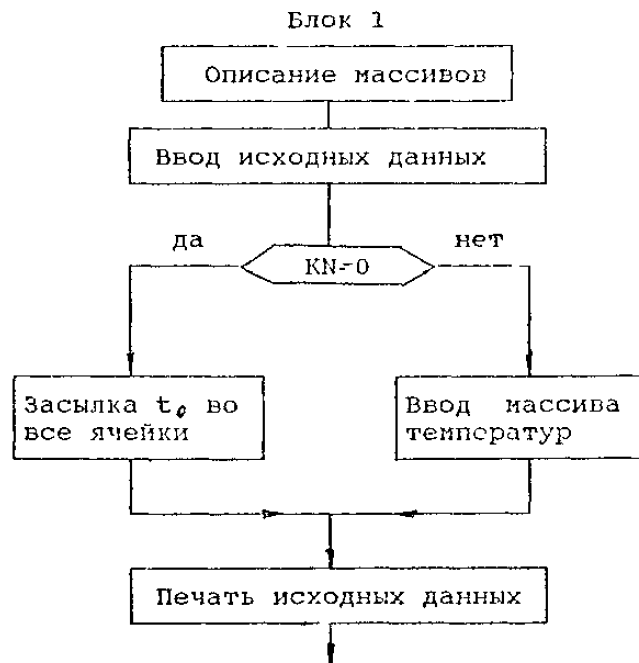 Блок 1
Описание массивов
Ввод исходных данных
да
нет
KN=0
Засылка t₀ во
все ячейки
Ввод массива
температур
Печать исходных данных